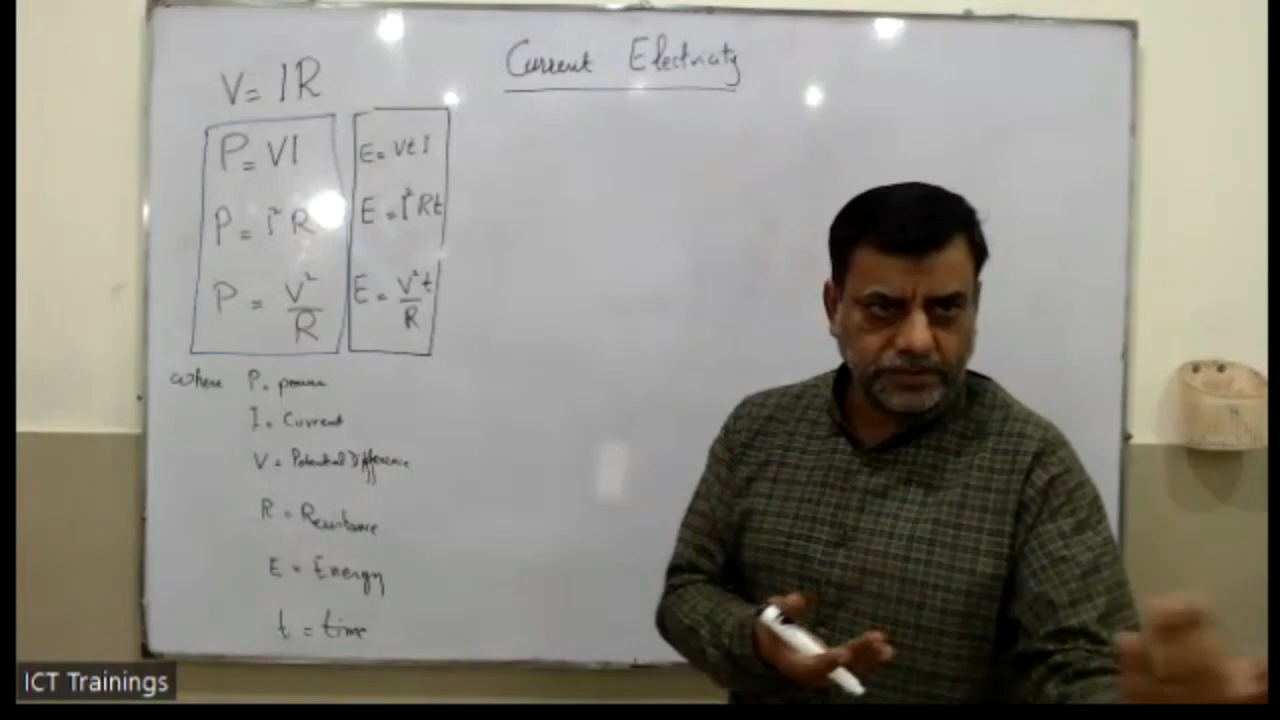 Current Electricity
V = IR
P = VI
P = I²R
P = V²/R
E = VtI
E = I²Rt
E = V²t/R
where P = power
I = Current
V = Potential Difference
R = Resistance
E = Energy
t = time
ICT Trainings